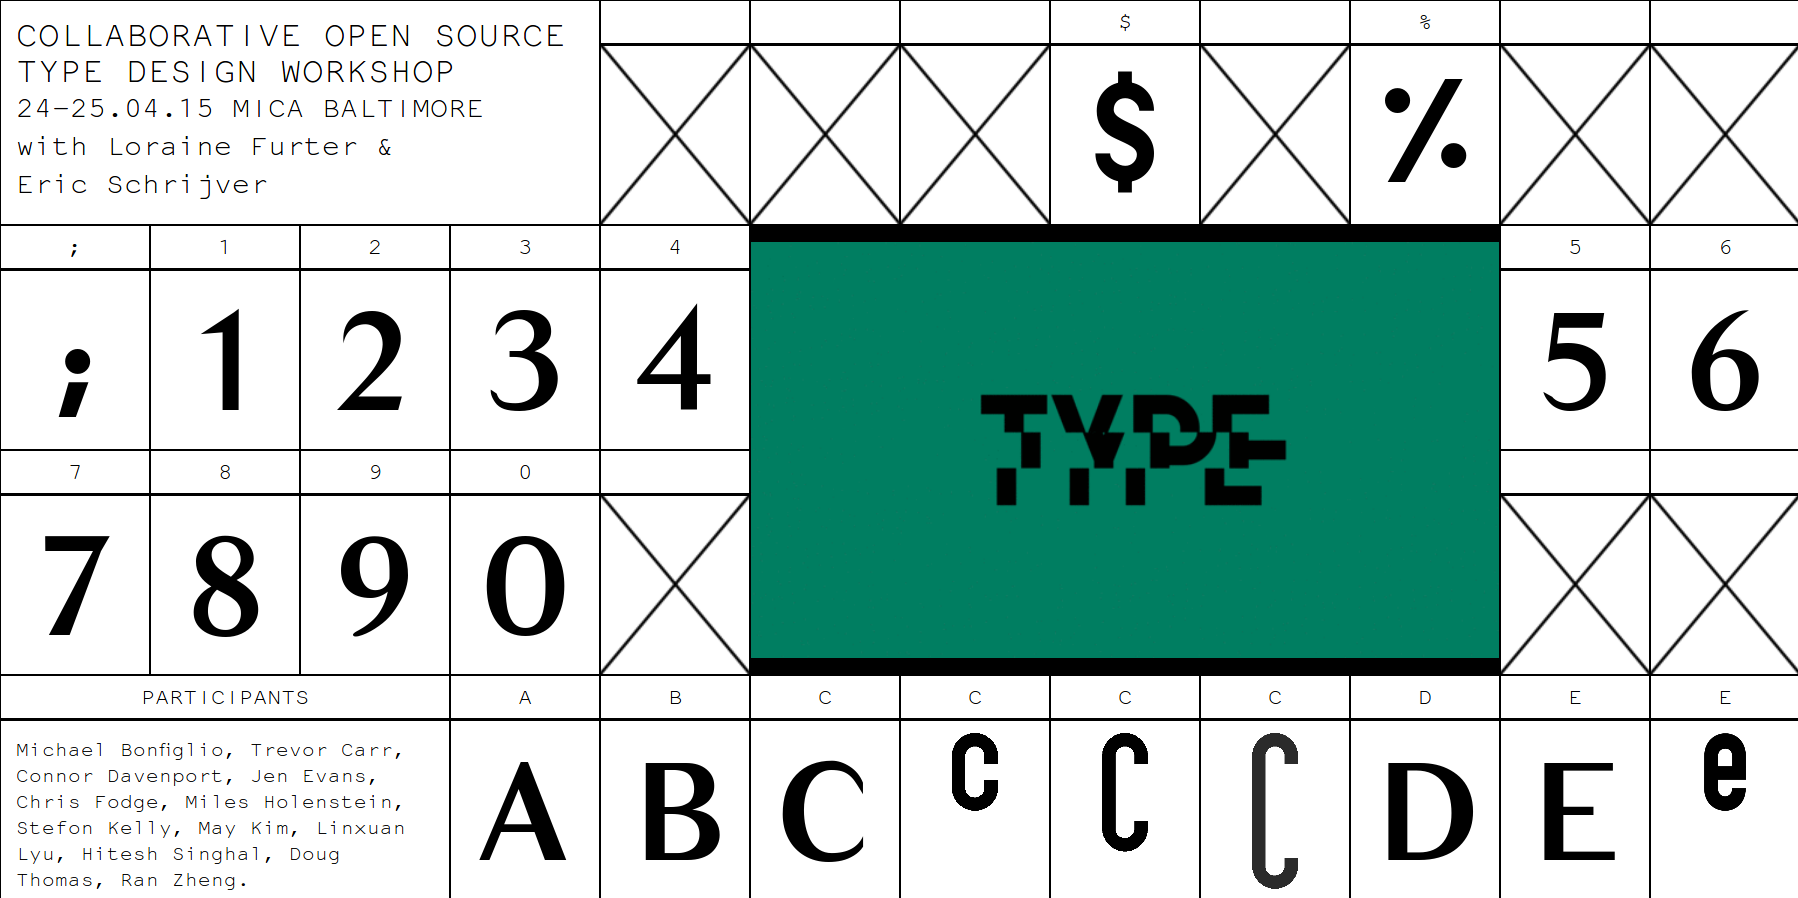 COLLABORATIVE OPEN SOURCE
TYPE DESIGN WORKSHOP
24-25.04.15 MICA BALTIMORE
with Loraine Furter &
Eric Schrijver
$ %
$ %
; 1 2 3 4 5 6
; 1 2 3 4 5 6
TYPE
7 8 9 0
7 8 9 0
PARTICIPANTS A B C C C C D E E
Michael Bonfiglio, Trevor Carr,
Connor Davenport, Jen Evans,
Chris Fodge, Miles Holenstein,
Stefon Kelly, May Kim, Linxuan
Lyu, Hitesh Singhal, Doug
Thomas, Ran Zheng.
A B C c C C D E e